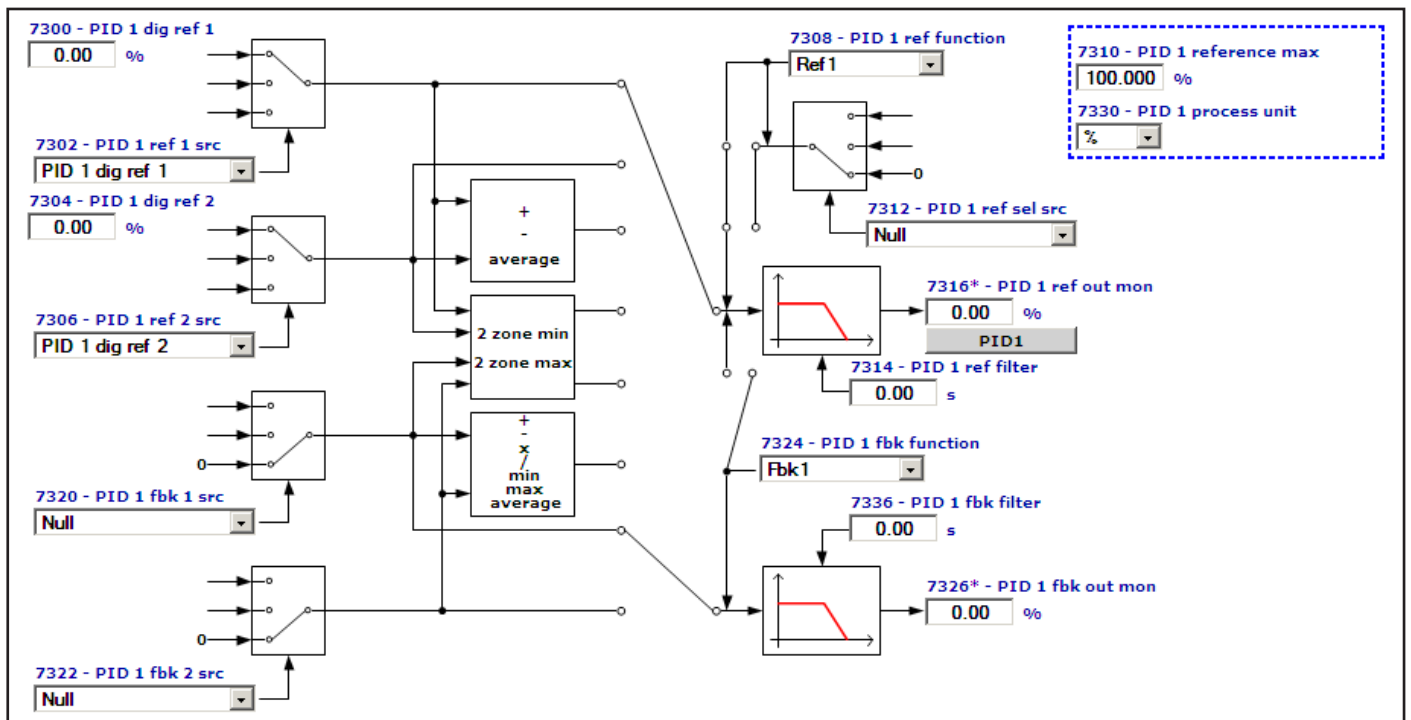 7300 - PID 1 dig ref 1
0.00 %
7302 - PID 1 ref 1 src
PID 1 dig ref 1
7304 - PID 1 dig ref 2
0.00 %
7306 - PID 1 ref 2 src
PID 1 dig ref 2
0
7320 - PID 1 fbk 1 src
Null
0
7322 - PID 1 fbk 2 src
Null
+
-
average
2 zone min
2 zone max
+
-
x
/
min
max
average
7308 - PID 1 ref function
Ref1
0
7312 - PID 1 ref sel src
Null
7310 - PID 1 reference max
100.000 %
7330 - PID 1 process unit
%
7316* - PID 1 ref out mon
0.00 %
PID1
7314 - PID 1 ref filter
0.00 s
7324 - PID 1 fbk function
Fbk1
7336 - PID 1 fbk filter
0.00 s
7326* - PID 1 fbk out mon
0.00 %